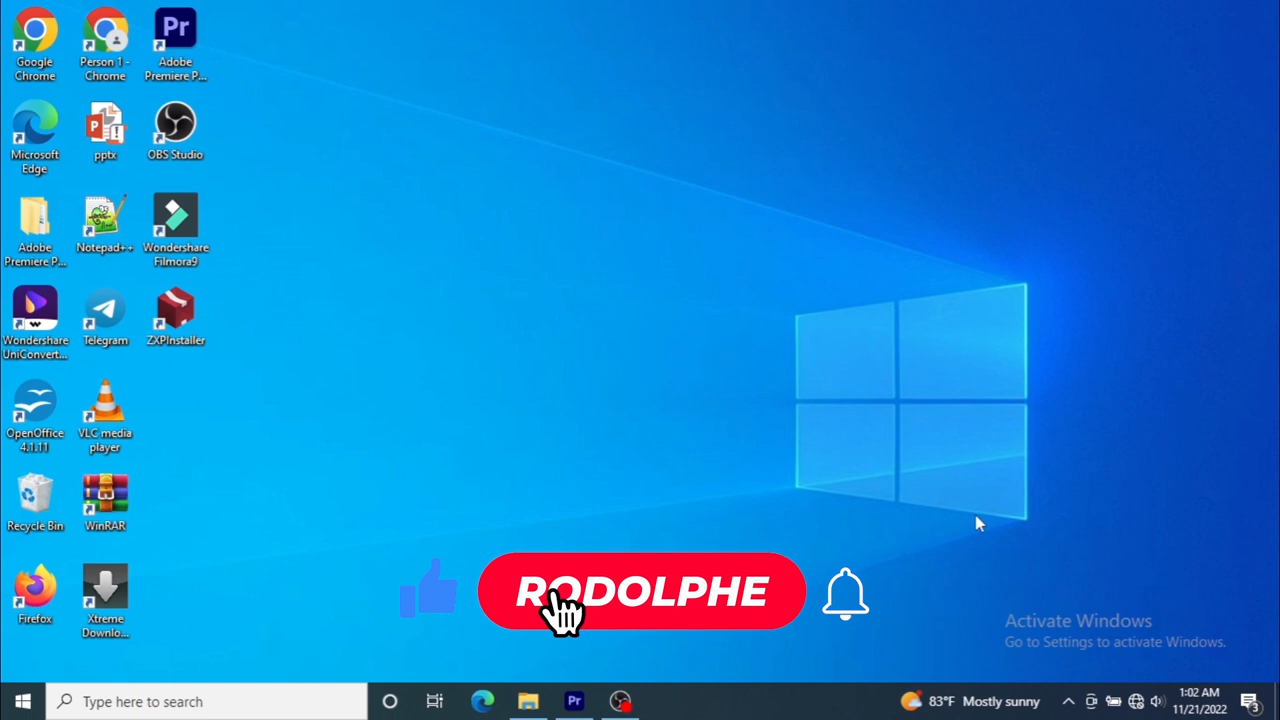 Google
Chrome
Person 1 -
Chrome
Pr
Adobe
Premiere P...
Microsoft
Edge
P
pptx
OBS Studio
Adobe
Premiere P...
Notepad++
Wondershare
Filmora9
Wondershare
UniConvert...
Telegram
ZXPInstaller
OpenOffice
4.1.11
VLC media
player
Recycle Bin
WinRAR
Firefox
Xtreme
Downlo...
RODOLPHE
Activate Windows
Go to Settings to activate Windows.
Type here to search
Pr
83°F Mostly sunny
1:02 AM
11/21/2022
3